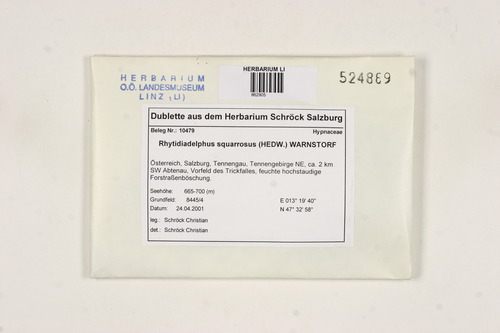 HERBARIUM
O.Ö. LANDESMUSEUM
LINZ (LI)
HERBARIUM LI
524869
Dublette aus dem Herbarium Schröck Salzburg
Beleg Nr.: 10479 Hypnaceae
Rhytidiadelphus squarrosus (HEDW.) WARNSTORF
Österreich, Salzburg, Tennengau, Tennengebirge NE, ca. 2 km
SW Abtenau, Vorfeld des Trickfalles, feuchte hochstaudige
Forstraßenböschung.
Seehöhe: 665-700 (m)
Grundfeld: 8445/4 E 013° 19' 40"
Datum: 24.04.2001 N 47° 32' 58"
leg.: Schröck Christian
det.: Schröck Christian